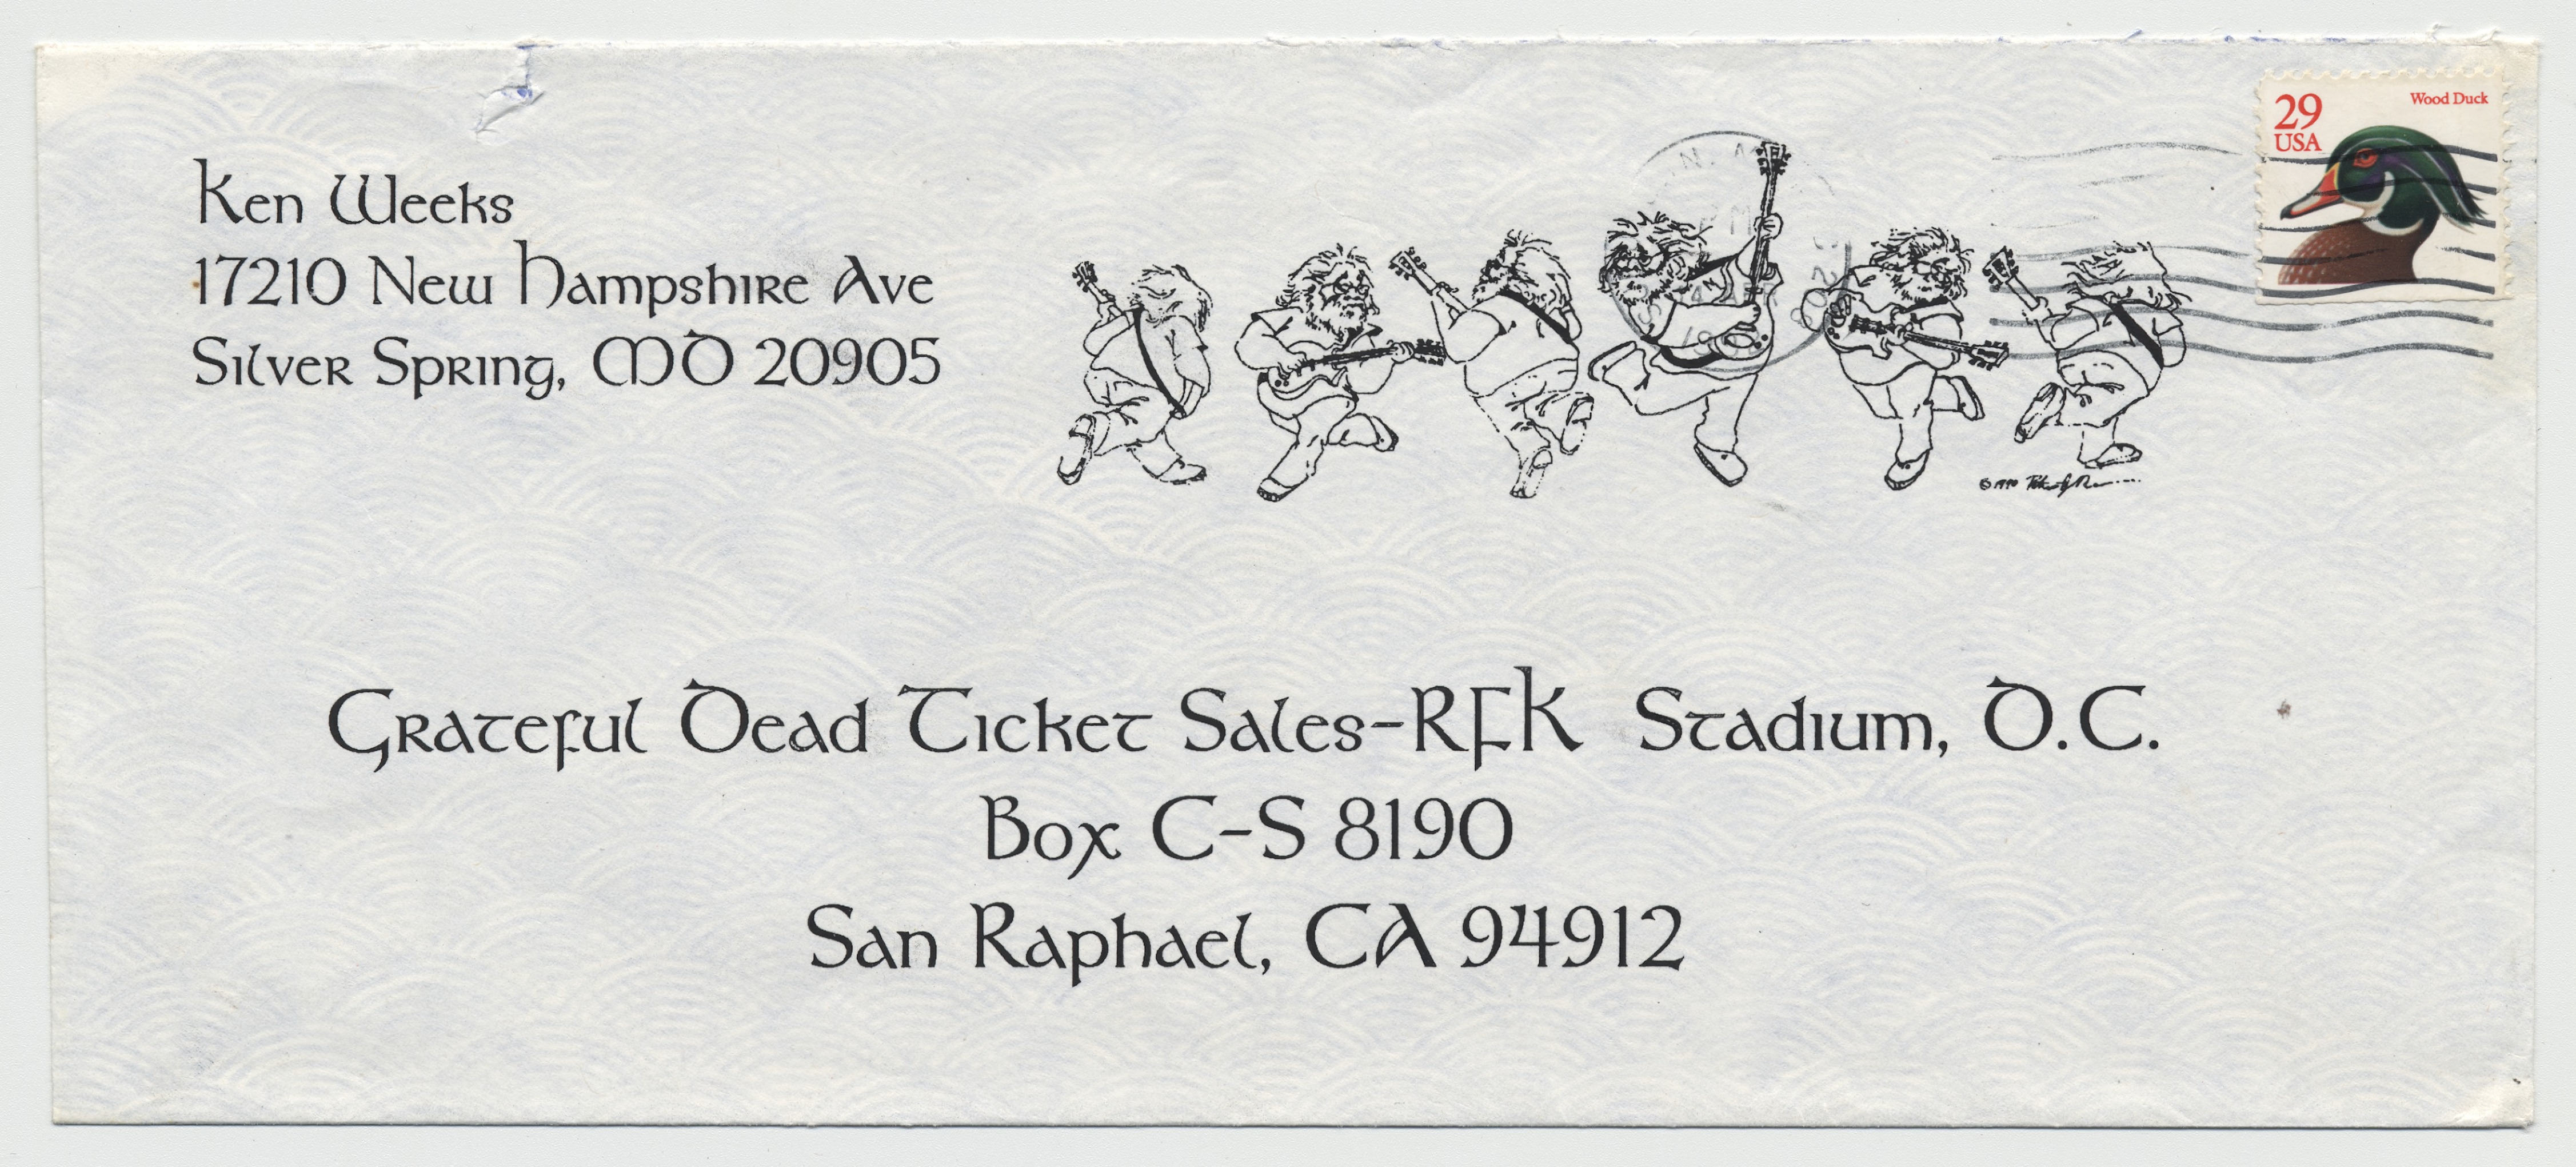 Ken Weeks
17210 New Hampshire Ave
Silver Spring, MD 20905
29
USA
Wood Duck
© 1990
Grateful Dead Ticket Sales-RFK Stadium, D.C.
Box C-S 8190
San Raphael, CA 94912